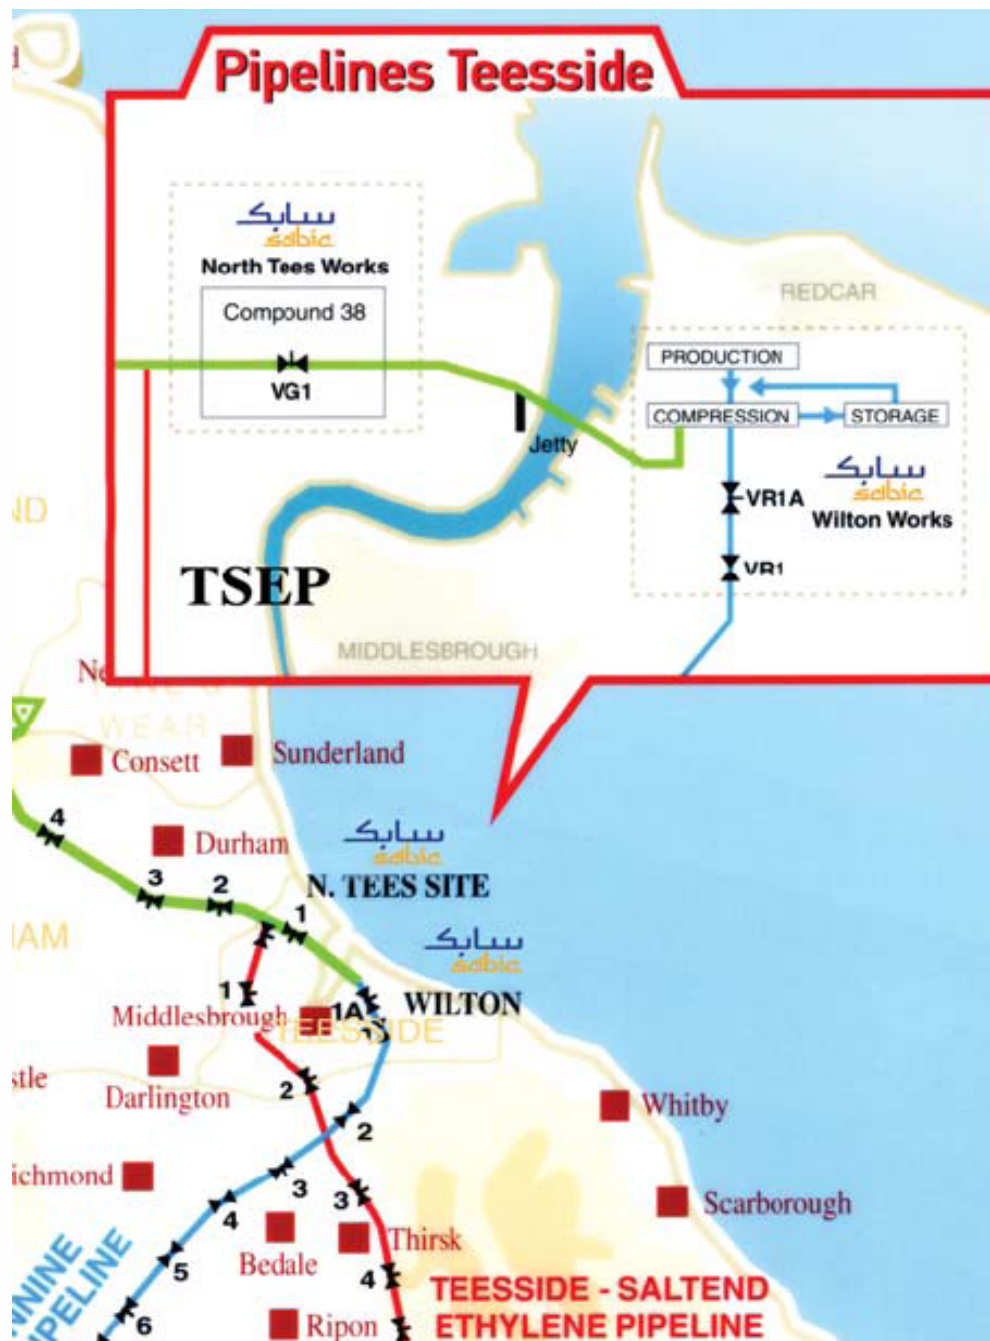 Pipelines Teesside
سابك
sabic
North Tees Works
Compound 38
VG1
REDCAR
PRODUCTION
COMPRESSION
STORAGE
Jetty
VR1A
سابك
sabic
Wilton Works
VR1
TSEP
MIDDLESBROUGH
WEAR
Consett
Sunderland
4
Durham
سابك
sabic
N. TEES SITE
3
2
1
سابك
sabic
WILTON
1
Middlesbrough
1A
TEESSIDE
Darlington
2
2
Whitby
3
3
4
Scarborough
Bedale
Thirsk
5
4
TEESSIDE - SALTEND
ETHYLENE PIPELINE
6
Ripon